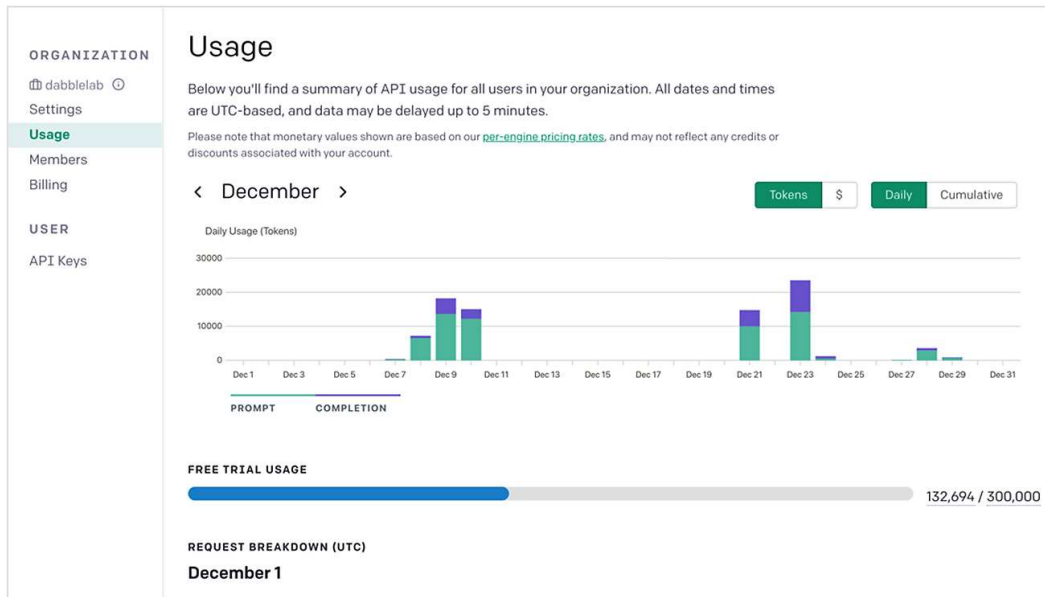 ORGANIZATION
dabblelab
Settings
Usage
Members
Billing
USER
API Keys
Usage
Below you'll find a summary of API usage for all users in your organization. All dates and times
are UTC-based, and data may be delayed up to 5 minutes.
Please note that monetary values shown are based on our per-engine pricing rates, and may not reflect any credits or
discounts associated with your account.
< December >
Tokens $ Daily Cumulative
Daily Usage (Tokens)
30000
20000
10000
0
Dec 1 Dec 3 Dec 5 Dec 7 Dec 9 Dec 11 Dec 13 Dec 15 Dec 17 Dec 19 Dec 21 Dec 23 Dec 25 Dec 27 Dec 29 Dec 31
PROMPT COMPLETION
FREE TRIAL USAGE
132,694 / 300,000
REQUEST BREAKDOWN (UTC)
December 1